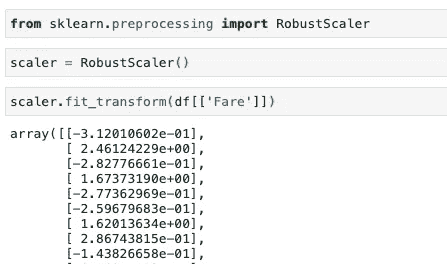 from sklearn.preprocessing import RobustScaler
scaler = RobustScaler()
scaler.fit_transform(df[['Fare']])
array([[-3.12010602e-01],
[ 2.46124229e+00],
[-2.82776661e-01],
[ 1.67373190e+00],
[-2.77362969e-01],
[-2.59679683e-01],
[ 1.62013634e+00],
[ 2.86743815e-01],
[-1.43826658e-01],